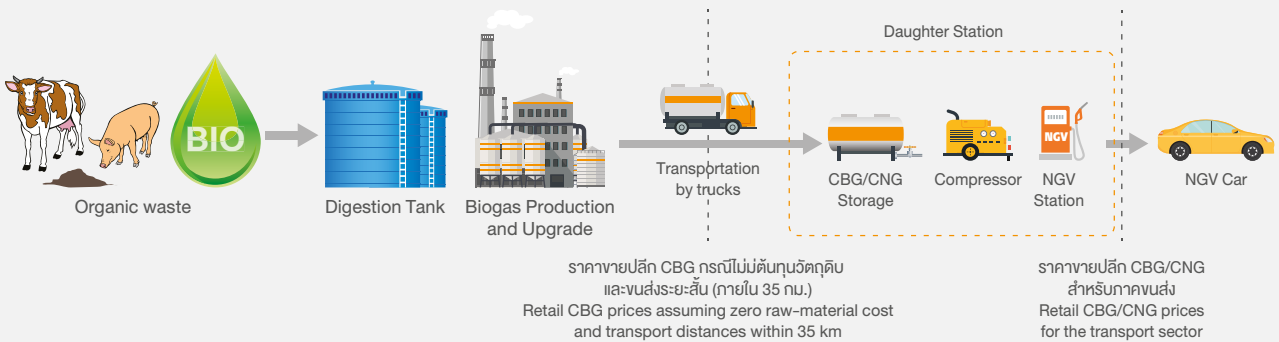 Daughter Station
BIO
NGV
Organic waste
Digestion Tank
Biogas Production
and Upgrade
Transportation
by trucks
CBG/CNG
Storage
Compressor
NGV
Station
NGV Car
ราคาขายปลีก CBG กรณีไม่มต้นทุนวัตถุดิบ
และขนส่งระยะสั้น (ภายใน 35 กม.)
Retail CBG prices assuming zero raw-material cost
and transport distances within 35 km
ราคาขายปลีก CBG/CNG
สำหรับภาคขนส่ง
Retail CBG/CNG prices
for the transport sector